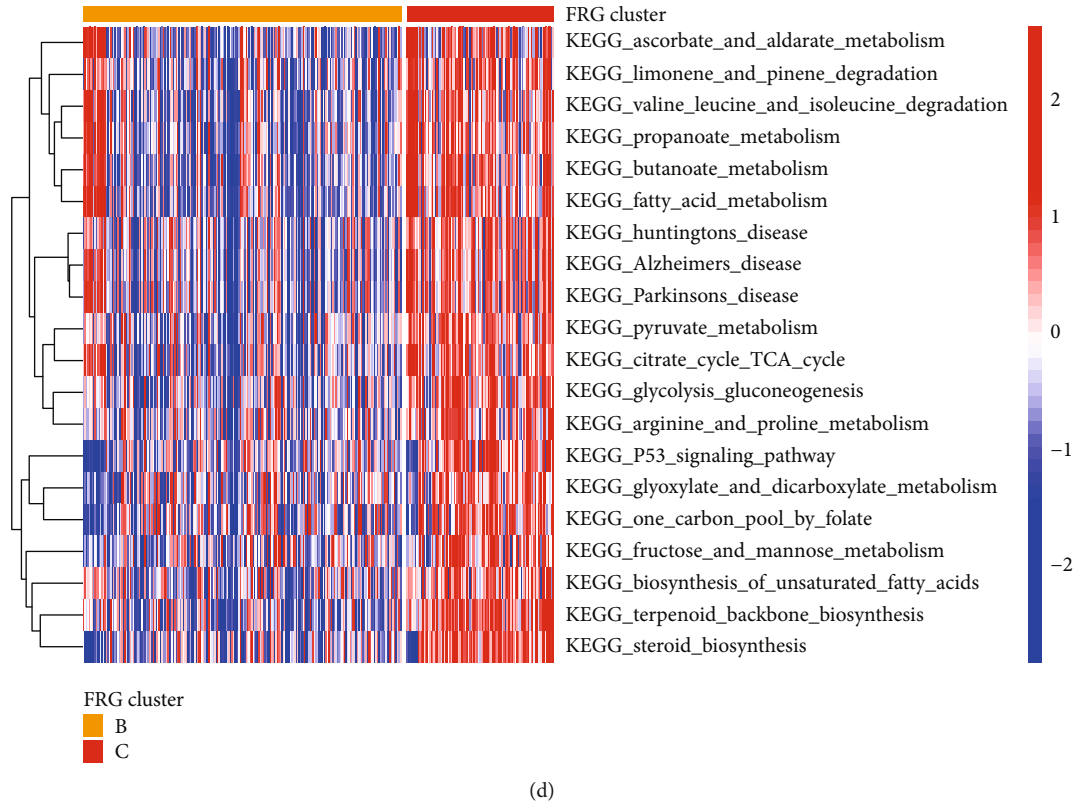 FRG cluster
KEGG_ascorbate_and_aldarate_metabolism
KEGG_limonene_and_pinene_degradation
KEGG_valine_leucine_and_isoleucine_degradation
KEGG_propanoate_metabolism
KEGG_butanoate_metabolism
KEGG_fatty_acid_metabolism
KEGG_huntingtons_disease
KEGG_Alzheimers_disease
KEGG_Parkinsons_disease
KEGG_pyruvate_metabolism
KEGG_citrate_cycle_TCA_cycle
KEGG_glycolysis_gluconeogenesis
KEGG_arginine_and_proline_metabolism
KEGG_P53_signaling_pathway
KEGG_glyoxylate_and_dicarboxylate_metabolism
KEGG_one_carbon_pool_by_folate
KEGG_fructose_and_mannose_metabolism
KEGG_biosynthesis_of_unsaturated_fatty_acids
KEGG_terpenoid_backbone_biosynthesis
KEGG_steroid_biosynthesis
2
1
0
−1
−2
FRG cluster
B
C
(d)